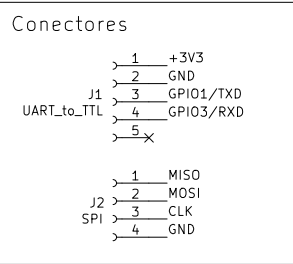 Conectores
1 +3V3
2 GND
J1 3 GPIO1/TXD
UART_to_TTL 4 GPIO3/RXD
5
1 MISO
2 MOSI
J2 3 CLK
SPI 4 GND